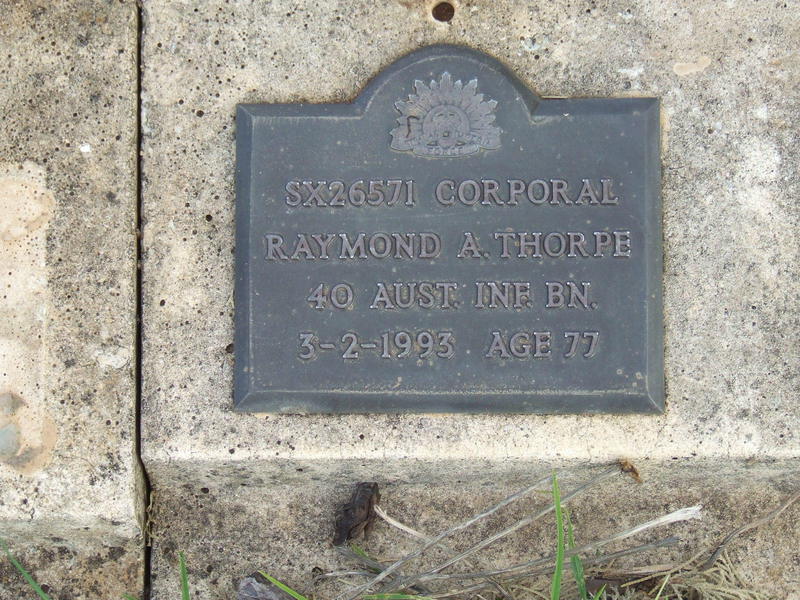 SX26571 CORPORAL
RAYMOND A. THORPE
40 AUST. INF. BN.
3-2-1993 AGE 77